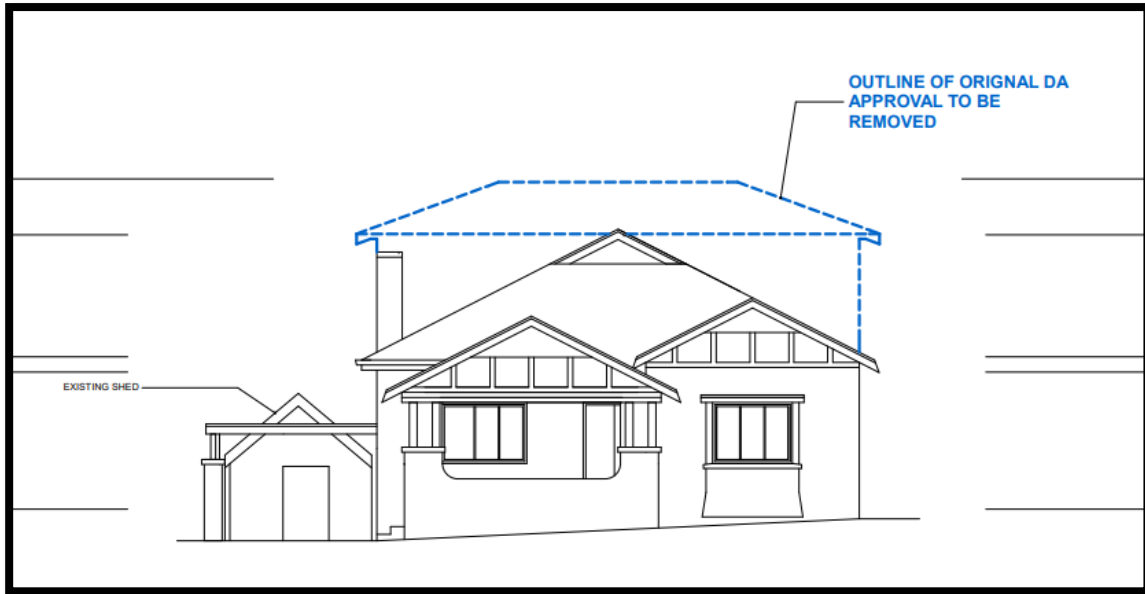 OUTLINE OF ORIGNAL DA
APPROVAL TO BE
REMOVED
EXISTING SHED